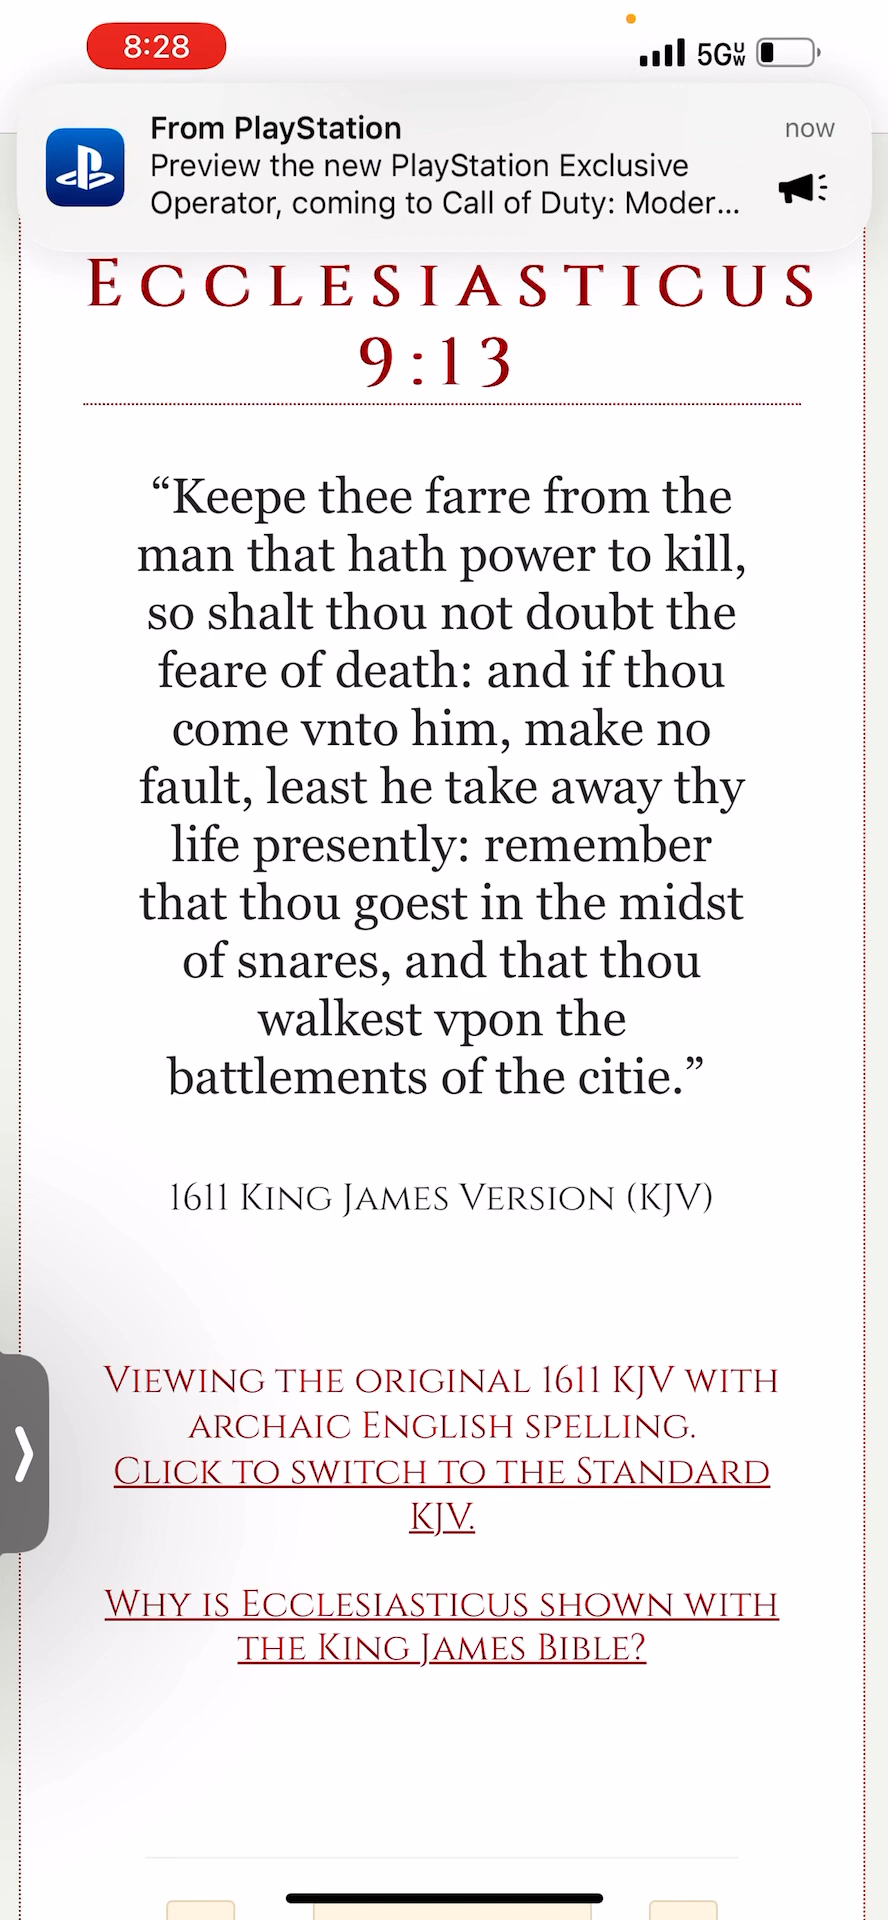 8:28
5GUW
From PlayStation
now
Preview the new PlayStation Exclusive
Operator, coming to Call of Duty: Moder...
ECCLESIASTICUS
9:13
“Keepe thee farre from the
man that hath power to kill,
so shalt thou not doubt the
feare of death: and if thou
come vnto him, make no
fault, least he take away thy
life presently: remember
that thou goest in the midst
of snares, and that thou
walkest vpon the
battlements of the citie.”
1611 King James Version (KJV)
Viewing the original 1611 KJV with
archaic English spelling.
Click to switch to the Standard
KJV.
Why is Ecclesiasticus shown with
the King James Bible?